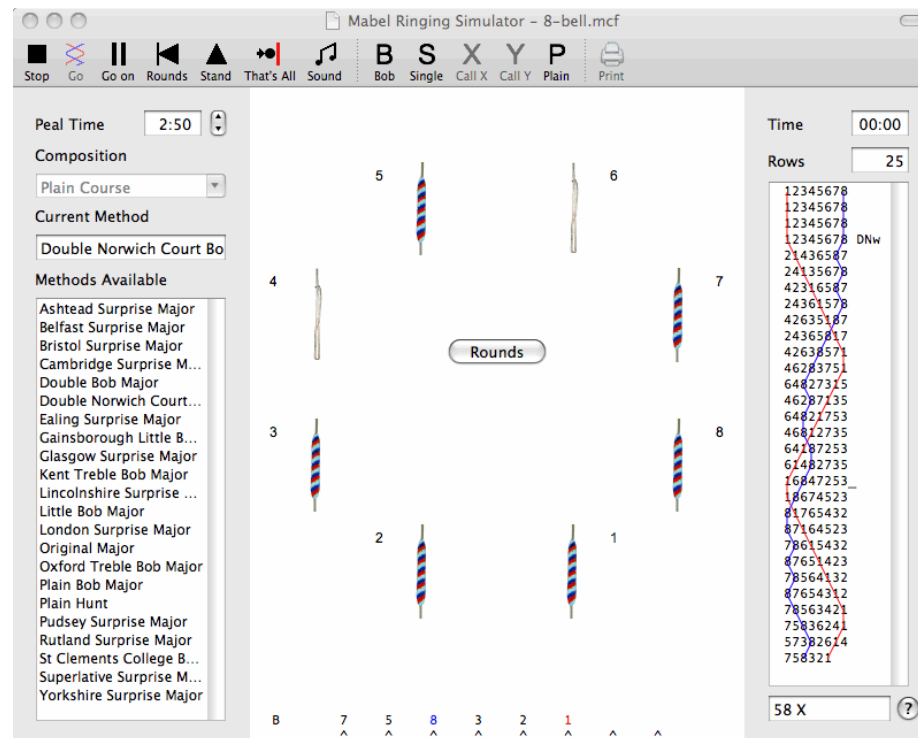 Mabel Ringing Simulator - 8-bell.mcf
B S X Y P
Stop Go Go on Rounds Stand That's All Sound Bob Single Call X Call Y Plain Print
Peal Time 2:50
Composition
Plain Course
Current Method
Double Norwich Court Bo
Methods Available
Ashtead Surprise Major
Belfast Surprise Major
Bristol Surprise Major
Cambridge Surprise M...
Double Bob Major
Double Norwich Court...
Ealing Surprise Major
Gainsborough Little B...
Glasgow Surprise Major
Kent Treble Bob Major
Lincolnshire Surprise ...
Little Bob Major
London Surprise Major
Original Major
Oxford Treble Bob Major
Plain Bob Major
Plain Hunt
Pudsey Surprise Major
Rutland Surprise Major
St Clements College B...
Superlative Surprise M...
Yorkshire Surprise Major
5 6
4 7
Rounds
3 8
2 1
B 7 5 8 3 2 1
^ ^ ^ ^ ^ ^ ^ ^
Time 00:00
Rows 25
12345678
12345678
12345678
12345678 DNw
21436587
24135678
42316587
24361578
42635187
24365817
42638571
46283751
64827315
46287135
64821753
46812735
64187253
61482735
16847253_
18674523
81765432
87164523
78615432
87651423
78564132
87654312
78563421
75836241
57382614
758321
58 X
?